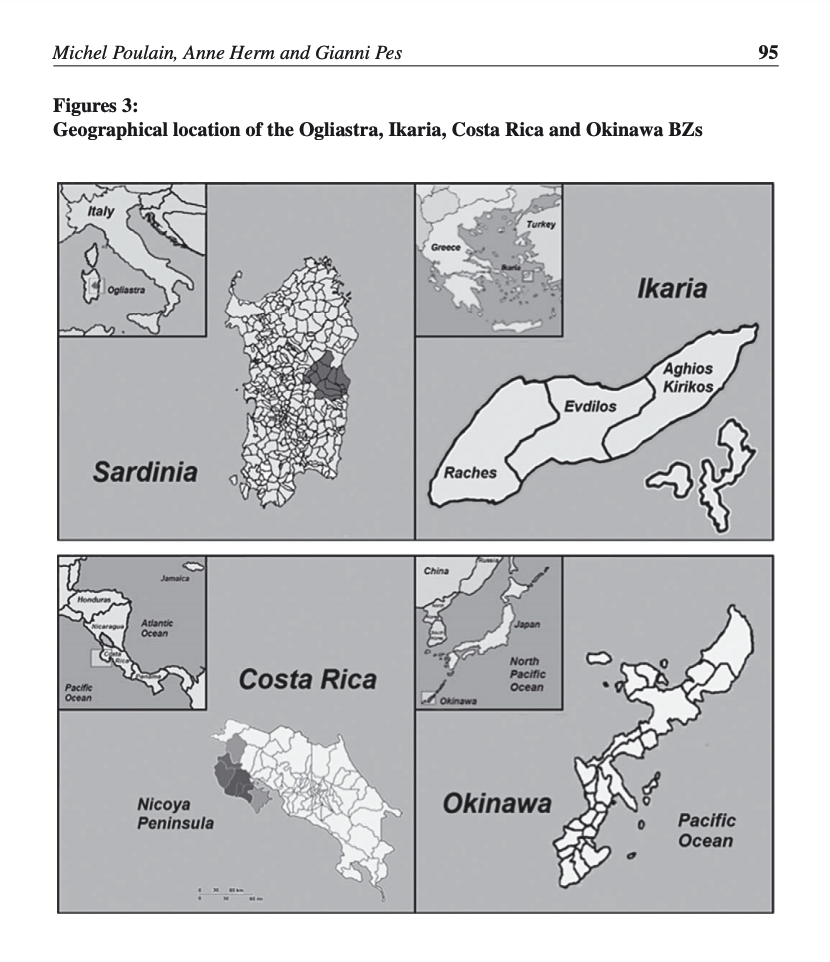 Michel Poulain, Anne Herm and Gianni Pes
95
Figures 3:
Geographical location of the Ogliastra, Ikaria, Costa Rica and Okinawa BZs
Italy
Ogliastra
Sardinia
Greece
Turkey
Ikaria
Ikaria
Aghios
Kirikos
Evdilos
Raches
Jamaica
Honduras
Nicaragua
Atlantic
Ocean
Costa
Rica
Panama
Pacific
Ocean
Costa Rica
Nicoya
Peninsula
China
Russia
Japan
North
Pacific
Ocean
Okinawa
Okinawa
Pacific
Ocean